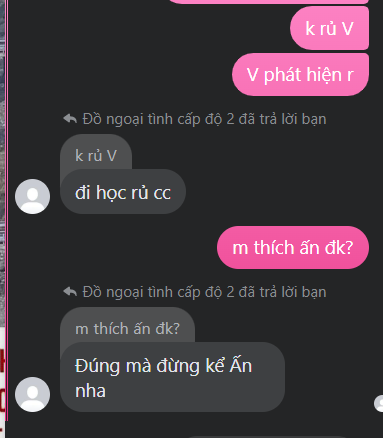 k rủ V
V phát hiện r
Đồ ngoại tình cấp độ 2 đã trả lời bạn
k rủ V
đi học rủ cc
m thích ấn đk?
Đồ ngoại tình cấp độ 2 đã trả lời bạn
m thích ấn đk?
Đúng mà đừng kể Ấn
nha